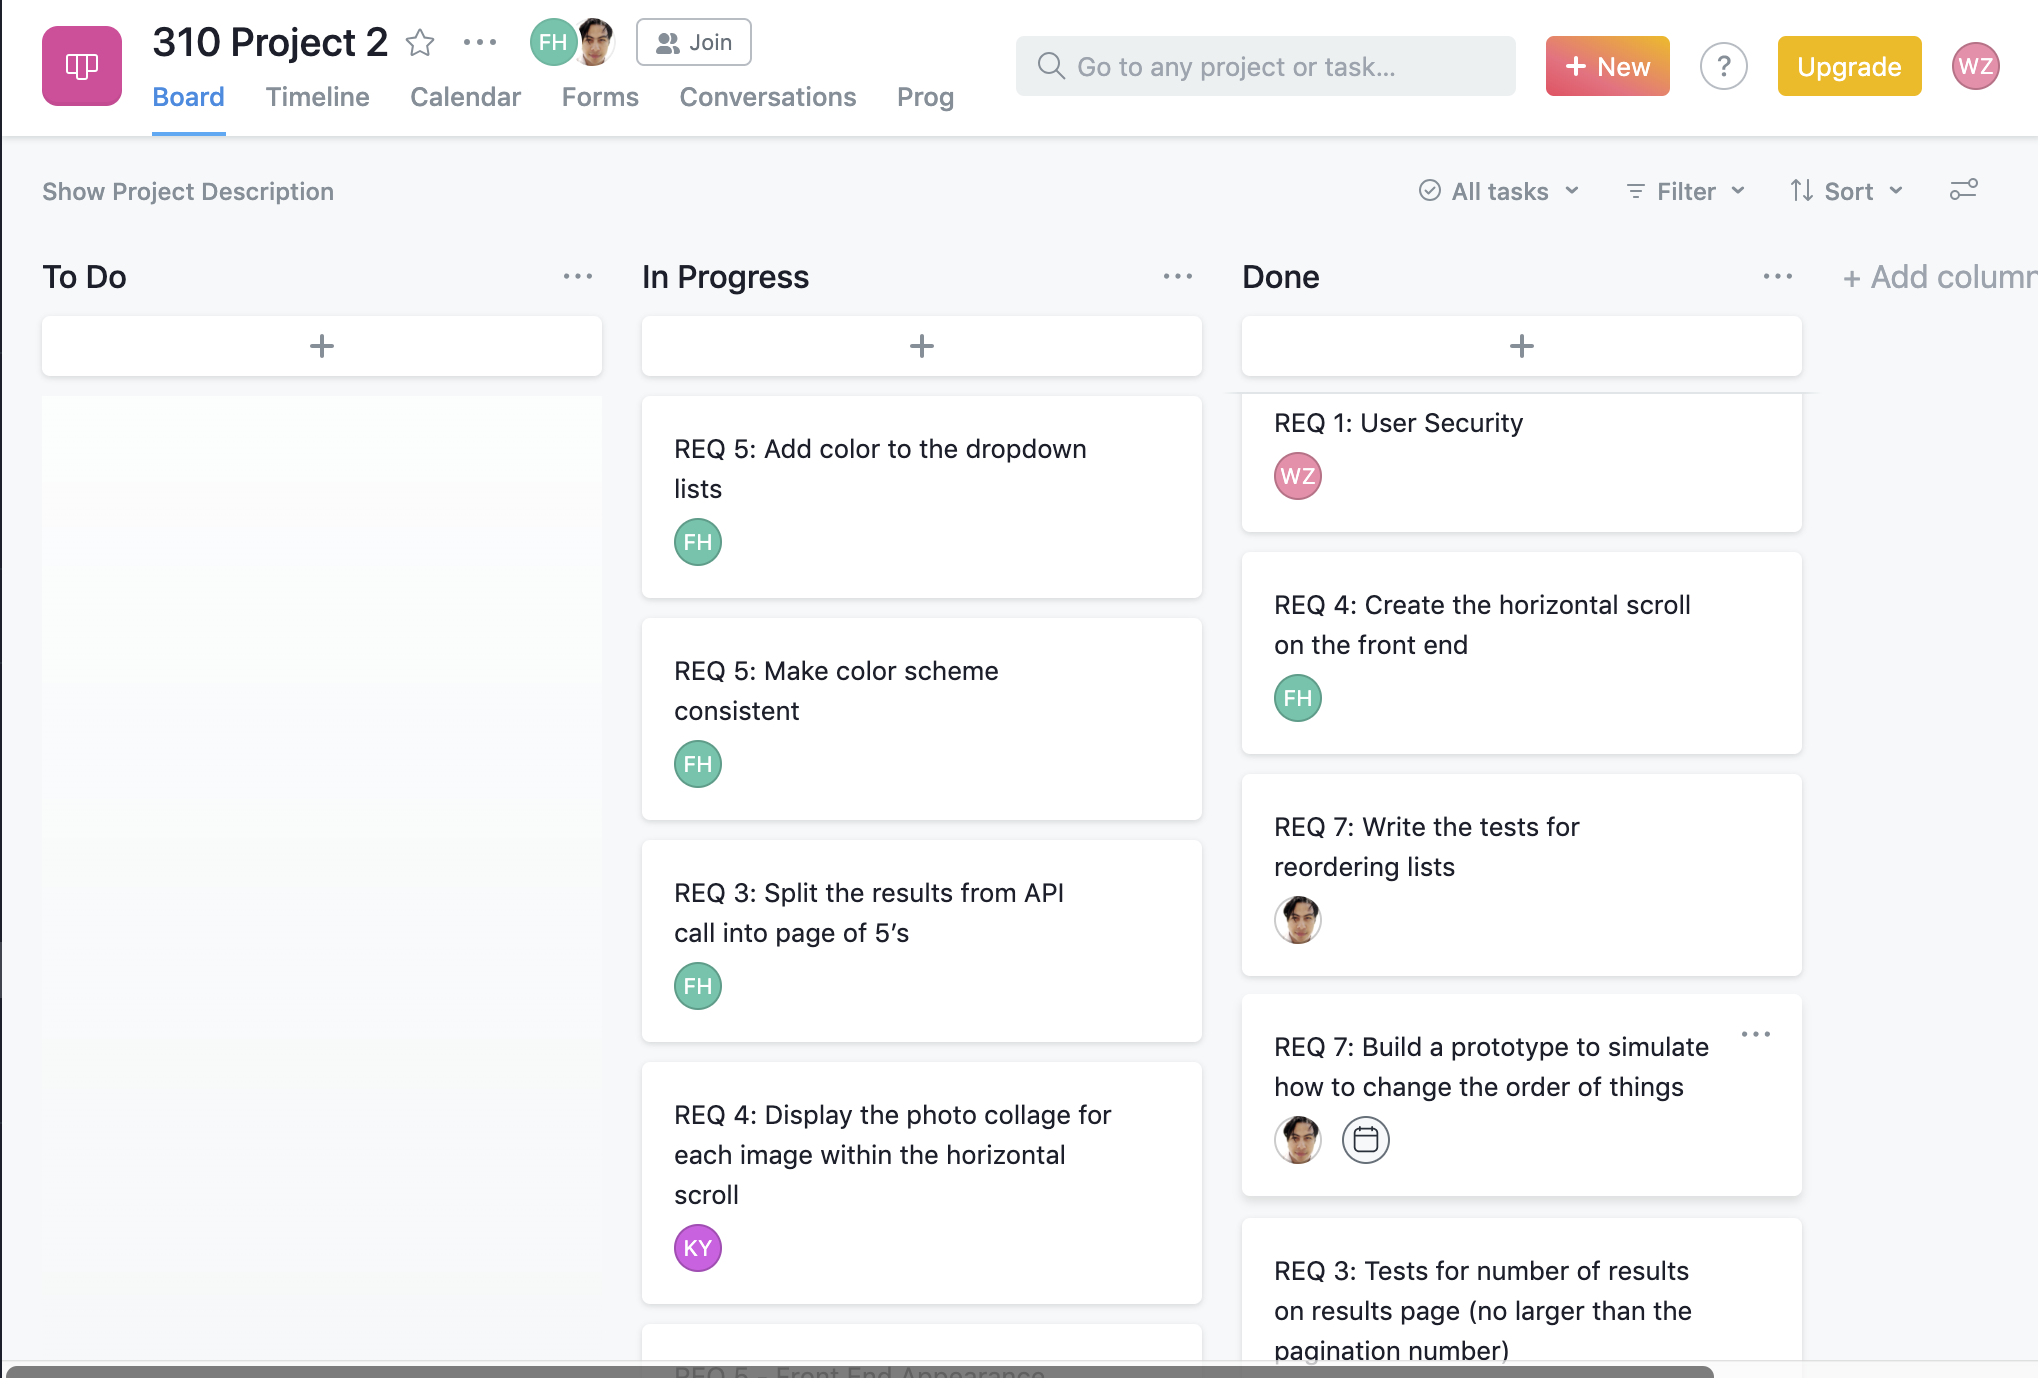 310 Project 2
FH
Join
Board Timeline Calendar Forms Conversations Prog
Go to any project or task...
+ New
?
Upgrade
WZ
Show Project Description
All tasks
Filter
Sort
To Do
In Progress
REQ 5: Add color to the dropdown
lists
FH
REQ 5: Make color scheme
consistent
FH
REQ 3: Split the results from API
call into page of 5’s
FH
REQ 4: Display the photo collage for
each image within the horizontal
scroll
KY
REQ 5 - Front End Appearance
Done
REQ 1: User Security
WZ
REQ 4: Create the horizontal scroll
on the front end
FH
REQ 7: Write the tests for
reordering lists
REQ 7: Build a prototype to simulate
how to change the order of things
REQ 3: Tests for number of results
on results page (no larger than the
pagination number)
+ Add column